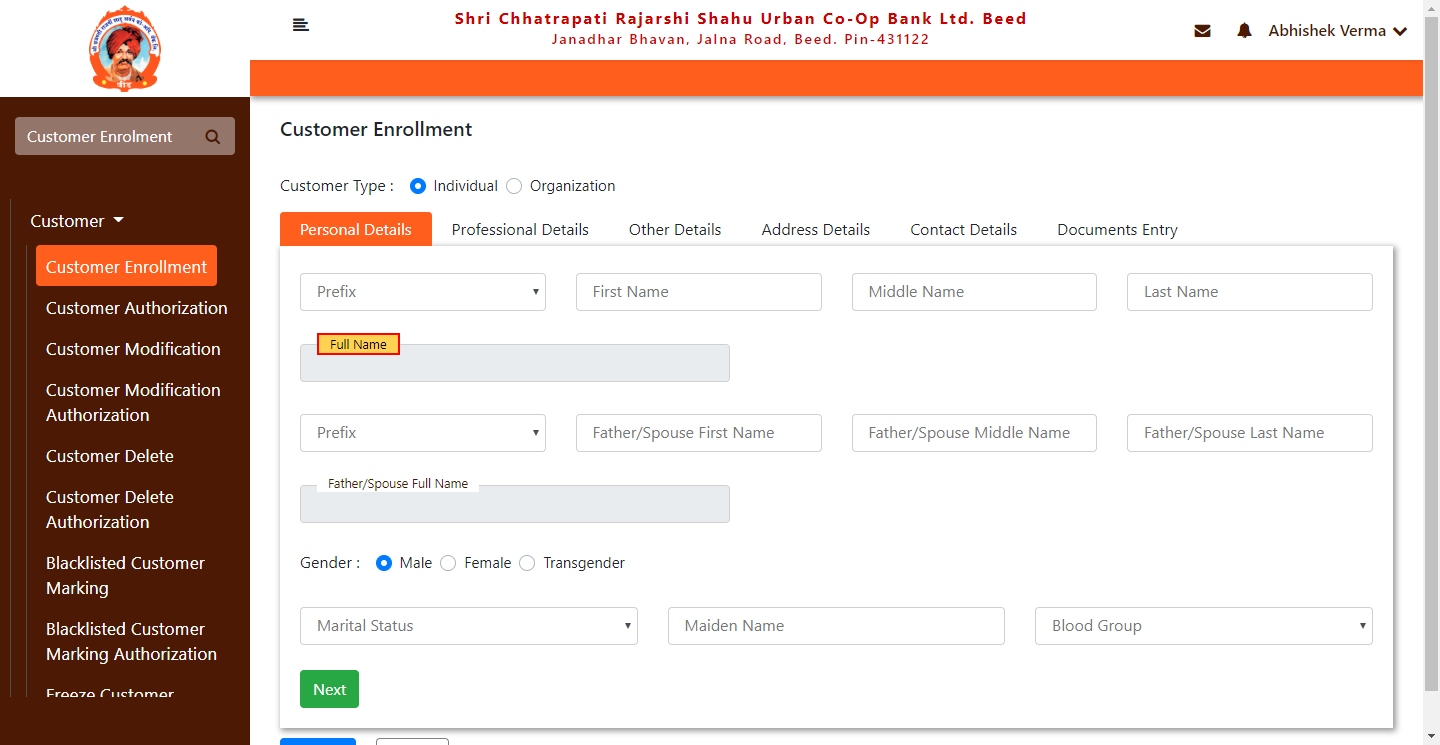 Shri Chhatrapati Rajarshi Shahu Urban Co-Op Bank Ltd. Beed
Janadhar Bhavan, Jalna Road, Beed. Pin-431122
Abhishek Verma
Customer Enrolment
Customer
Customer Enrollment
Customer Authorization
Customer Modification
Customer Modification
Authorization
Customer Delete
Customer Delete
Authorization
Blacklisted Customer
Marking
Blacklisted Customer
Marking Authorization
Freeze Customer
Customer Enrollment
Customer Type : Individual Organization
Personal Details Professional Details Other Details Address Details Contact Details Documents Entry
Prefix First Name Middle Name Last Name
Full Name
Prefix Father/Spouse First Name Father/Spouse Middle Name Father/Spouse Last Name
Father/Spouse Full Name
Gender : Male Female Transgender
Marital Status Maiden Name Blood Group
Next